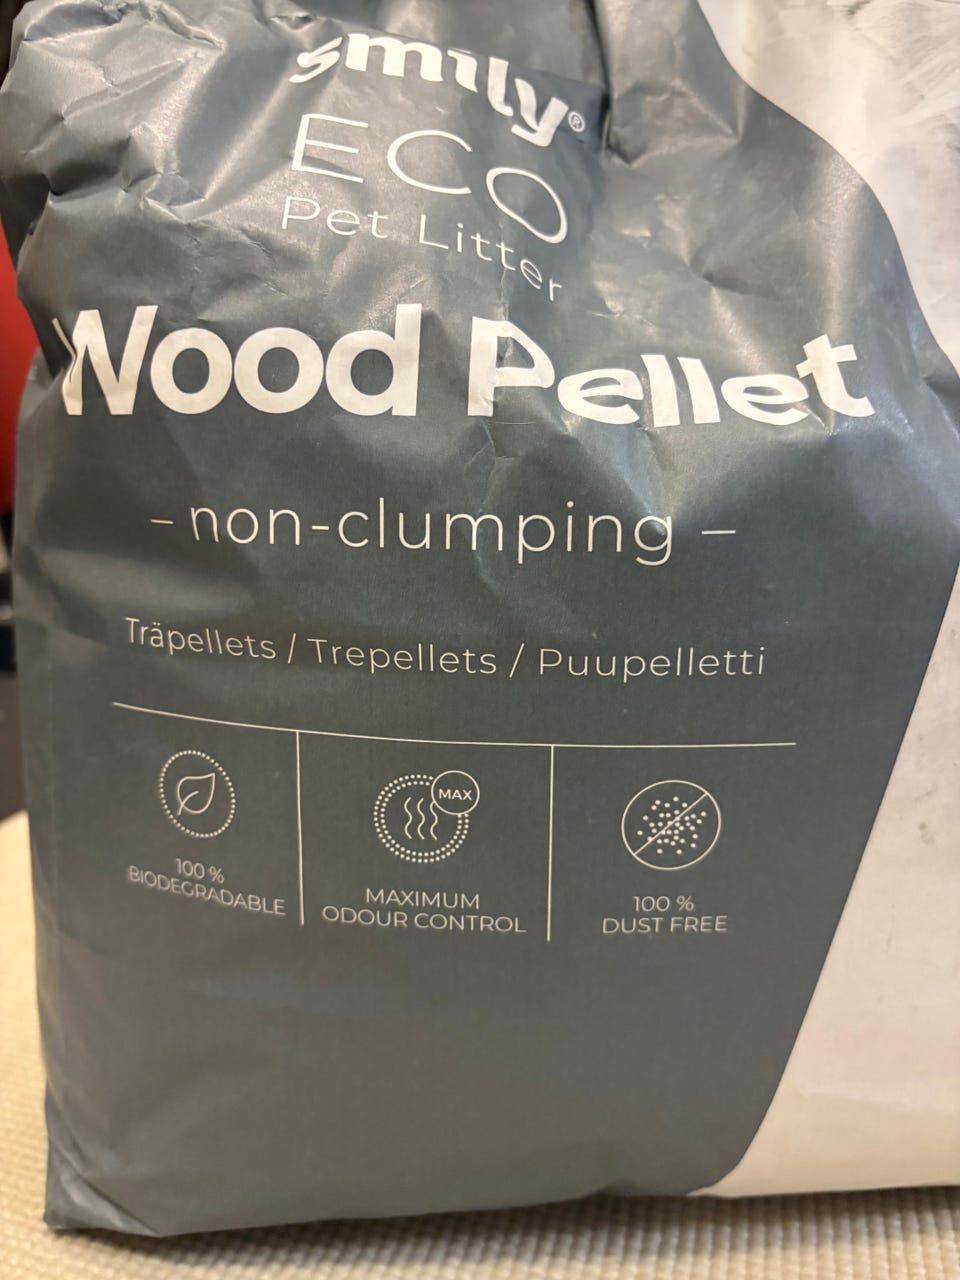 smily®
ECO
Pet Litter
Wood Pellet
– non-clumping –
Träpellets / Trepellets / Puupelletti
100 %
BIODEGRADABLE
MAX
MAXIMUM
ODOUR CONTROL
100 %
DUST FREE